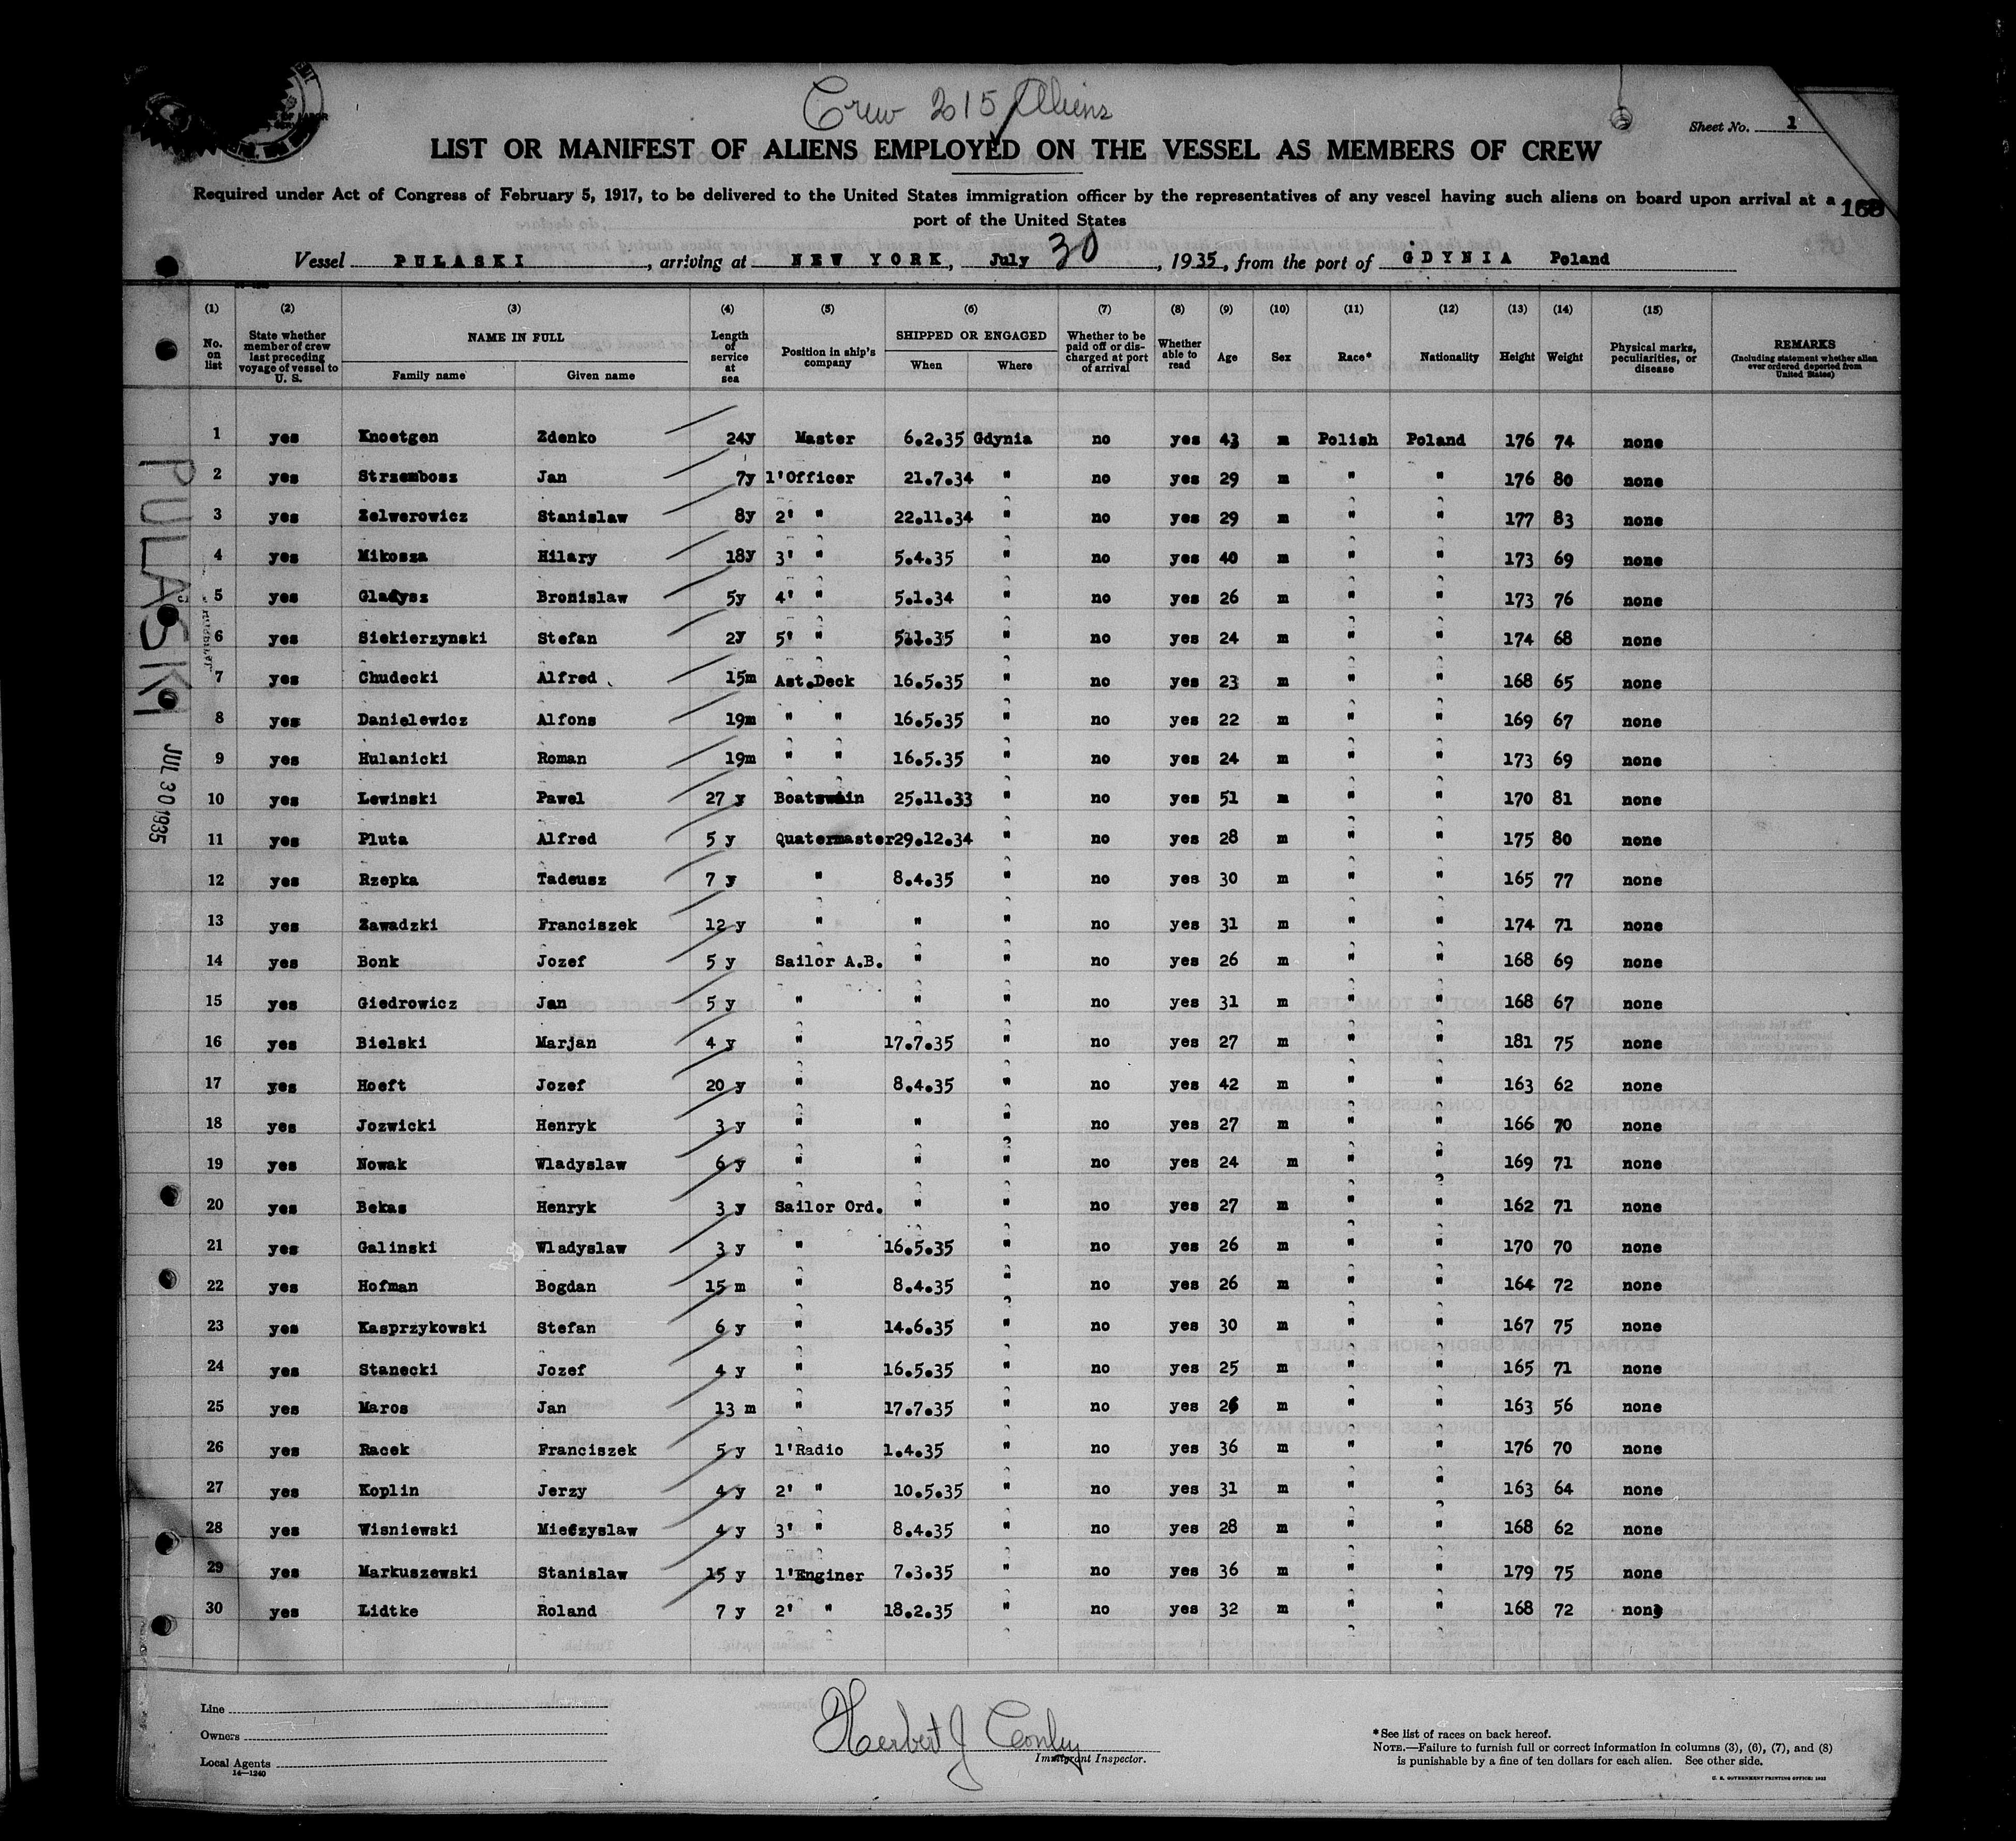 Crew 215 Aliens
Sheet No. 1
LIST OR MANIFEST OF ALIENS EMPLOYED ON THE VESSEL AS MEMBERS OF CREW
Required under Act of Congress of February 5, 1917, to be delivered to the United States immigration officer by the representatives of any vessel having such aliens on board upon arrival at a
port of the United States
168
Vessel PULASKI, arriving at NEW YORK, July 30, 1935, from the port of GDYNIA Poland
(1) (2) (3) (4) (5) (6) (7) (8) (9) (10) (11) (12) (13) (14) (15)
No. on list State whether member of crew last preceding voyage of vessel to U. S. NAME IN FULL Family name Given name Length of service at sea Position in ship's company SHIPPED OR ENGAGED When Where Whether to be paid off or discharged at port of arrival Whether able to read Age Sex Race* Nationality Height Weight Physical marks, peculiarities, or disease REMARKS (Including statement whether alien ever ordered deported from United States)
1 yes Knoetgen Zdenko 24y Master 6.2.35 Gdynia no yes 43 m Polish Poland 176 74 none
2 yes Strzembosz Jan 7y 1'Officer 21.7.34 " no yes 29 m " " 176 80 none
3 yes Zelwerowicz Stanislaw 8y 2' " 22.11.34 " no yes 29 m " " 177 83 none
4 yes Mikosza Hilary 18y 3' " 5.4.35 " no yes 40 m " " 173 69 none
5 yes Gladysz Bronislaw 5y 4' " 5.1.34 " no yes 26 m " " 173 76 none
6 yes Siekierzynski Stefan 2y 5' " 5.1.35 " no yes 24 m " " 174 68 none
7 yes Chudecki Alfred 15m Ast.Deck 16.5.35 " no yes 23 m " " 168 65 none
8 yes Danielewicz Alfons 19m " " 16.5.35 " no yes 22 m " " 169 67 none
9 yes Hulanicki Roman 19m " " 16.5.35 " no yes 24 m " " 173 69 none
10 yes Lewinski Pawel 27 y Boatswain 25.11.33 " no yes 51 m " " 170 81 none
11 yes Pluta Alfred 5 y Quatermaster 29.12.34 " no yes 28 m " " 175 80 none
12 yes Rzepka Tadeusz 7 y " 8.4.35 " no yes 30 m " " 165 77 none
13 yes Zawadzki Franciszek 12 y " " " no yes 31 m " " 174 71 none
14 yes Bonk Jozef 5 y Sailor A.B. " " no yes 26 m " " 168 69 none
15 yes Giedrowicz Jan 5 y " " " no yes 31 m " " 168 67 none
16 yes Bielski Marjan 4 y " 17.7.35 " no yes 27 m " " 181 75 none
17 yes Hoeft Jozef 20 y " 8.4.35 " no yes 42 m " " 163 62 none
18 yes Jozwicki Henryk 3 y " " " no yes 27 m " " 166 70 none
19 yes Nowak Wladyslaw 6 y " " " no yes 24 m " " 169 71 none
20 yes Bekas Henryk 3 y Sailor Ord. " " no yes 27 m " " 162 71 none
21 yes Galinski Wladyslaw 3 y " 16.5.35 " no yes 26 m " " 170 70 none
22 yes Hofman Bogdan 15 m " 8.4.35 " no yes 26 m " " 164 72 none
23 yes Kasprzykowski Stefan 6 y " 14.6.35 " no yes 30 m " " 167 75 none
24 yes Stanecki Jozef 4 y " 16.5.35 " no yes 25 m " " 165 71 none
25 yes Maros Jan 13 m " 17.7.35 " no yes 26 m " " 163 56 none
26 yes Racek Franciszek 5 y 1'Radio 1.4.35 " no yes 36 m " " 176 70 none
27 yes Koplin Jerzy 4 y 2' " 10.5.35 " no yes 31 m " " 163 64 none
28 yes Wisniewski Mieczyslaw 4 y 3' " 8.4.35 " no yes 28 m " " 168 62 none
29 yes Markuszewski Stanislaw 15 y 1'Enginer 7.3.35 " no yes 36 m " " 179 75 none
30 yes Lidtke Roland 7 y 2' " 18.2.35 " no yes 32 m " " 168 72 none
PULASKI
JUL 30 1935
Line
Owners
Local Agents
14—1240
Herbert J Conley
Immigrant Inspector.
*See list of races on back hereof.
NOTE.—Failure to furnish full or correct information in columns (3), (6), (7), and (8)
is punishable by a fine of ten dollars for each alien. See other side.